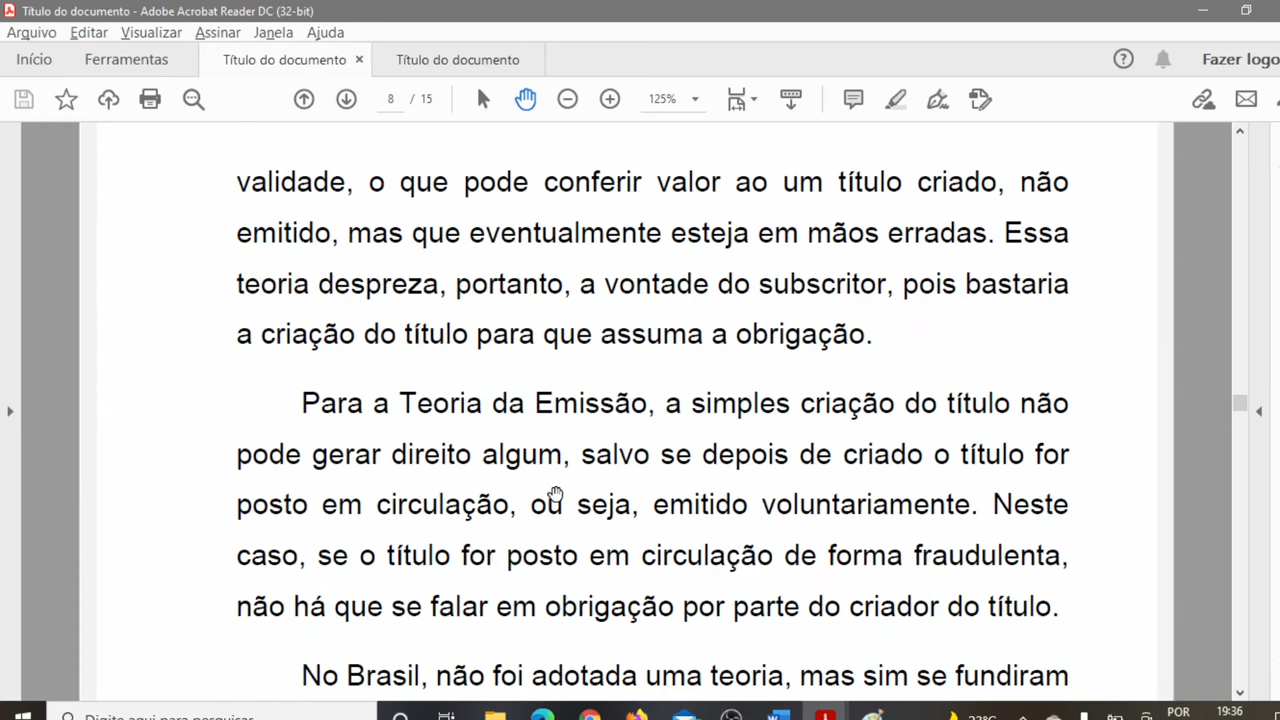 Título do documento - Adobe Acrobat Reader DC (32-bit)
Arquivo Editar Visualizar Assinar Janela Ajuda
Início Ferramentas Título do documento × Título do documento Fazer logo
8 / 15 125%
validade, o que pode conferir valor ao um título criado, não
emitido, mas que eventualmente esteja em mãos erradas. Essa
teoria despreza, portanto, a vontade do subscritor, pois bastaria
a criação do título para que assuma a obrigação.
Para a Teoria da Emissão, a simples criação do título não
pode gerar direito algum, salvo se depois de criado o título for
posto em circulação, ou seja, emitido voluntariamente. Neste
caso, se o título for posto em circulação de forma fraudulenta,
não há que se falar em obrigação por parte do criador do título.
No Brasil, não foi adotada uma teoria, mas sim se fundiram
Digite aqui para pesquisar 22°C POR 19:36